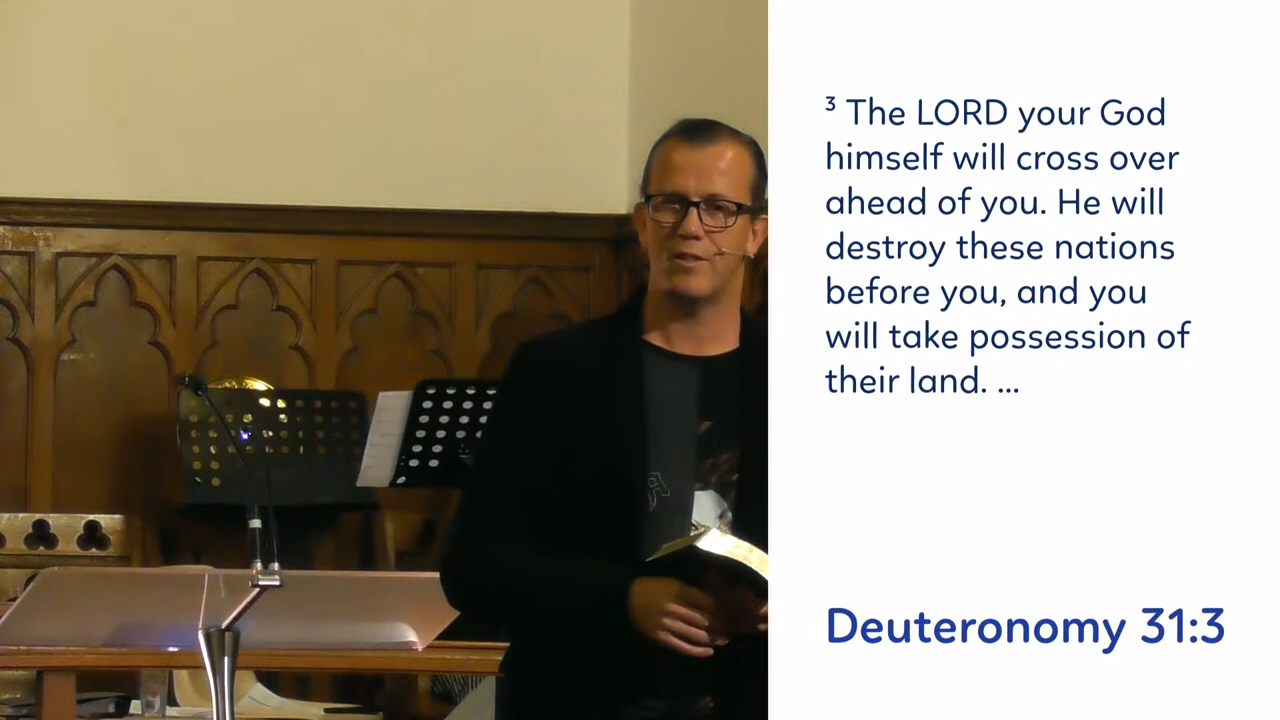 ³ The LORD your God
himself will cross over
ahead of you. He will
destroy these nations
before you, and you
will take possession of
their land. ...
Deuteronomy 31:3